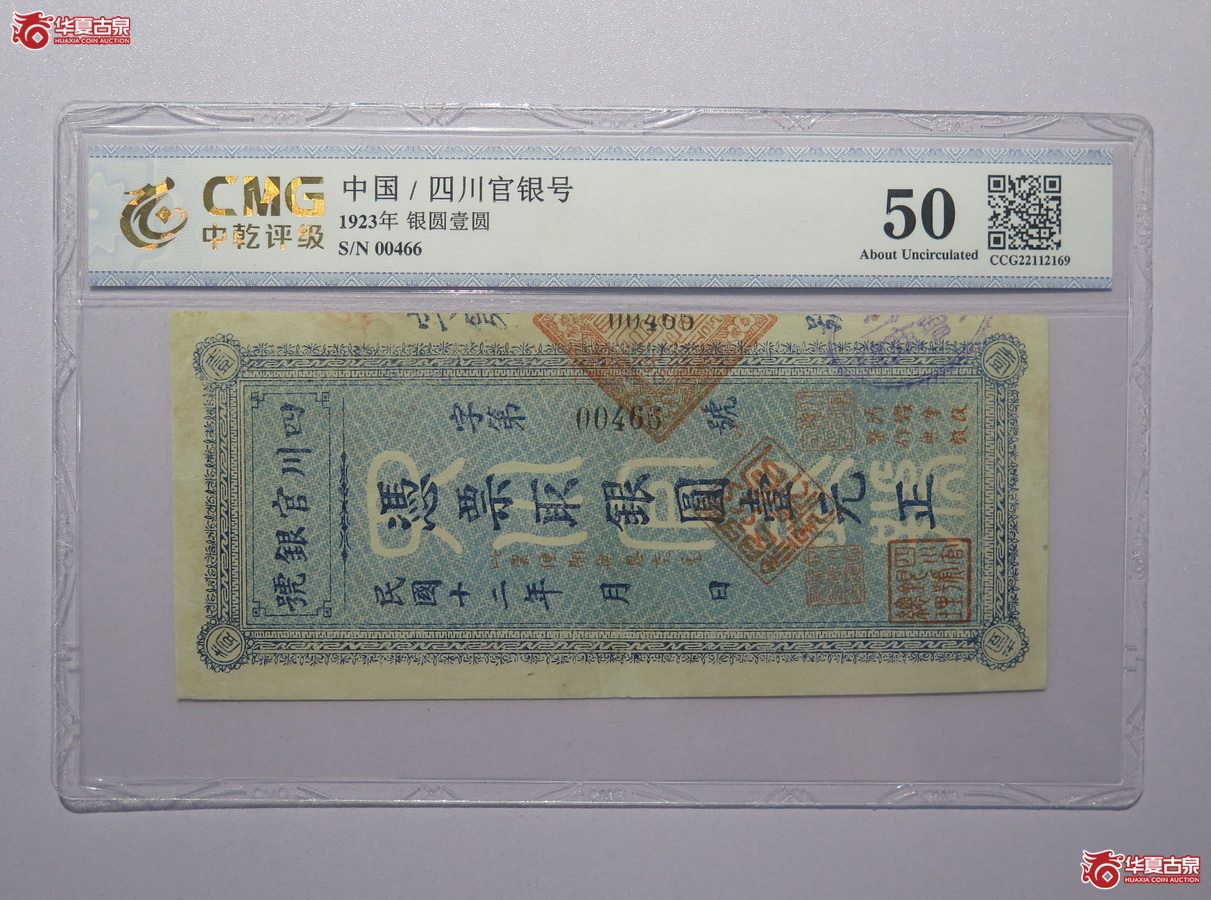 华夏古泉
HUAXIA COIN AUCTION
CMG
中乾评级
中国 / 四川官银号
1923年 银圆壹圆
S/N 00466
50
About Uncirculated
CCG22112169
00465
號
字第 00466 號
四川官銀號
憑票取銀圓壹元正
民國十二年 月 日
华夏古泉
HUAXIA COIN AUCTION